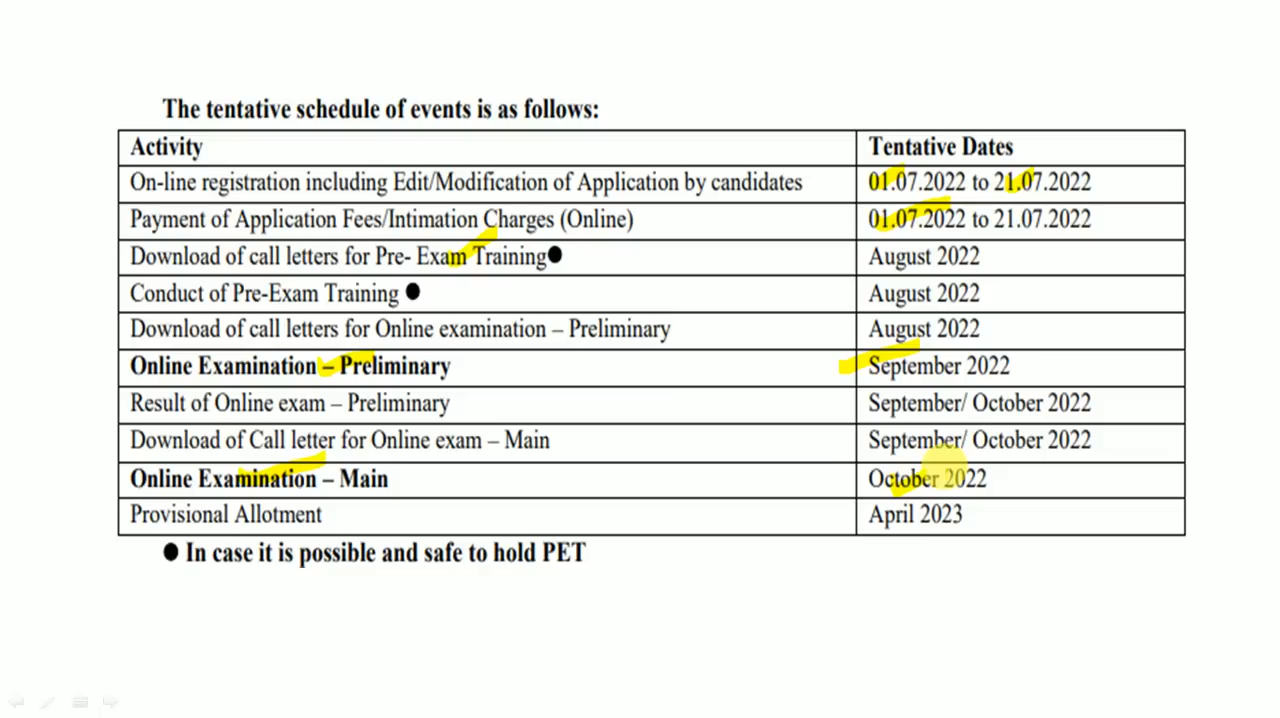 The tentative schedule of events is as follows:
Activity Tentative Dates
On-line registration including Edit/Modification of Application by candidates 01.07.2022 to 21.07.2022
Payment of Application Fees/Intimation Charges (Online) 01.07.2022 to 21.07.2022
Download of call letters for Pre- Exam Training● August 2022
Conduct of Pre-Exam Training ● August 2022
Download of call letters for Online examination – Preliminary August 2022
Online Examination – Preliminary September 2022
Result of Online exam – Preliminary September/ October 2022
Download of Call letter for Online exam – Main September/ October 2022
Online Examination – Main October 2022
Provisional Allotment April 2023
● In case it is possible and safe to hold PET